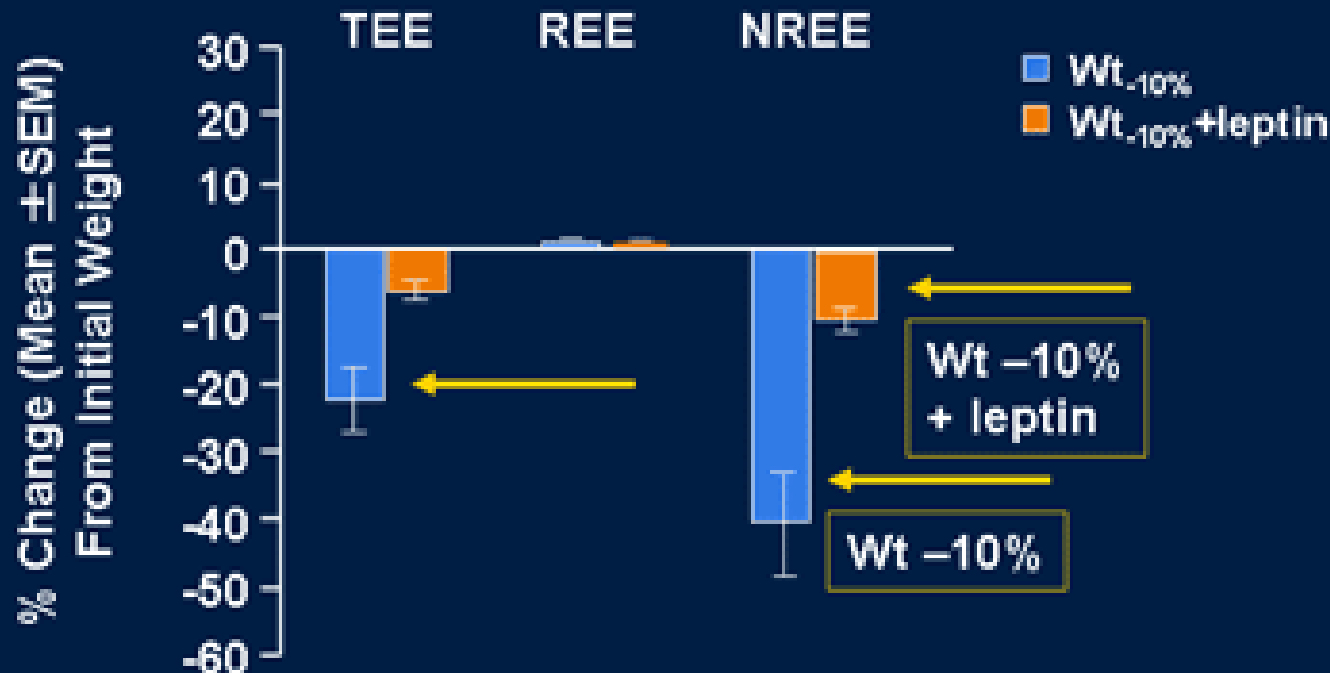 TEE REE NREE
Wt-10%
Wt-10%+leptin
% Change (Mean ±SEM)
From Initial Weight
30
20
10
0
-10
-20
-30
-40
-50
-60
Wt –10%
+ leptin
Wt –10%